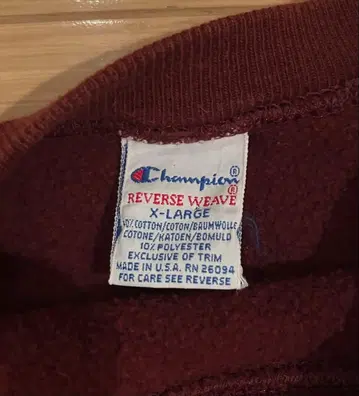 Champion®
REVERSE WEAVE®
X-LARGE
90% COTTON/COTON/BAUMWOLLE
COTONE/KATOEN/BOMULD
10% POLYESTER
EXCLUSIVE OF TRIM
MADE IN U.S.A. RN 26094
FOR CARE SEE REVERSE